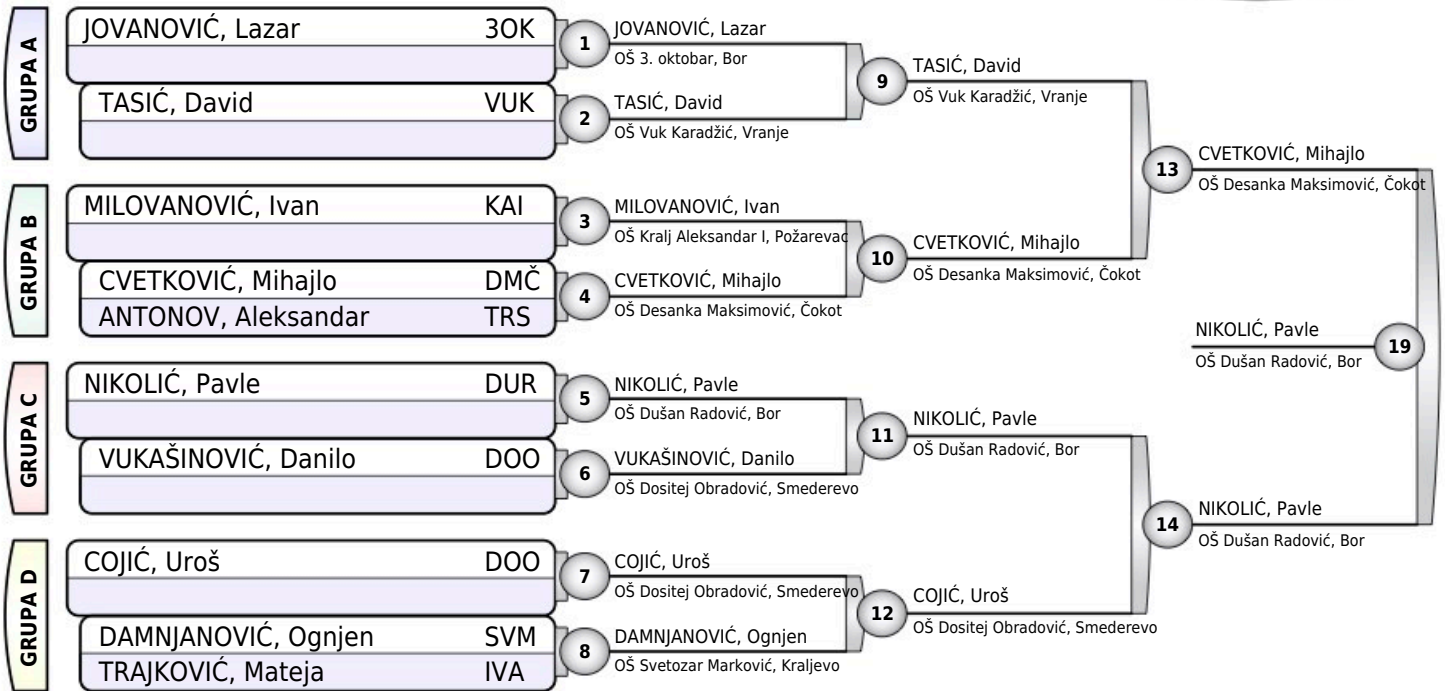 GRUPA A
JOVANOVIĆ, Lazar 3OK
TASIĆ, David VUK
GRUPA B
MILOVANOVIĆ, Ivan KAI
CVETKOVIĆ, Mihajlo DMČ
ANTONOV, Aleksandar TRS
GRUPA C
NIKOLIĆ, Pavle DUR
VUKAŠINOVIĆ, Danilo DOO
GRUPA D
COJIĆ, Uroš DOO
DAMNJANOVIĆ, Ognjen SVM
TRAJKOVIĆ, Mateja IVA
1
JOVANOVIĆ, Lazar
OŠ 3. oktobar, Bor
2
TASIĆ, David
OŠ Vuk Karadžić, Vranje
3
MILOVANOVIĆ, Ivan
OŠ Kralj Aleksandar I, Požarevac
4
CVETKOVIĆ, Mihajlo
OŠ Desanka Maksimović, Čokot
5
NIKOLIĆ, Pavle
OŠ Dušan Radović, Bor
6
VUKAŠINOVIĆ, Danilo
OŠ Dositej Obradović, Smederevo
7
COJIĆ, Uroš
OŠ Dositej Obradović, Smederevo
8
DAMNJANOVIĆ, Ognjen
OŠ Svetozar Marković, Kraljevo
9
TASIĆ, David
OŠ Vuk Karadžić, Vranje
10
CVETKOVIĆ, Mihajlo
OŠ Desanka Maksimović, Čokot
11
NIKOLIĆ, Pavle
OŠ Dušan Radović, Bor
12
COJIĆ, Uroš
OŠ Dositej Obradović, Smederevo
13
CVETKOVIĆ, Mihajlo
OŠ Desanka Maksimović, Čokot
14
NIKOLIĆ, Pavle
OŠ Dušan Radović, Bor
NIKOLIĆ, Pavle
OŠ Dušan Radović, Bor
19